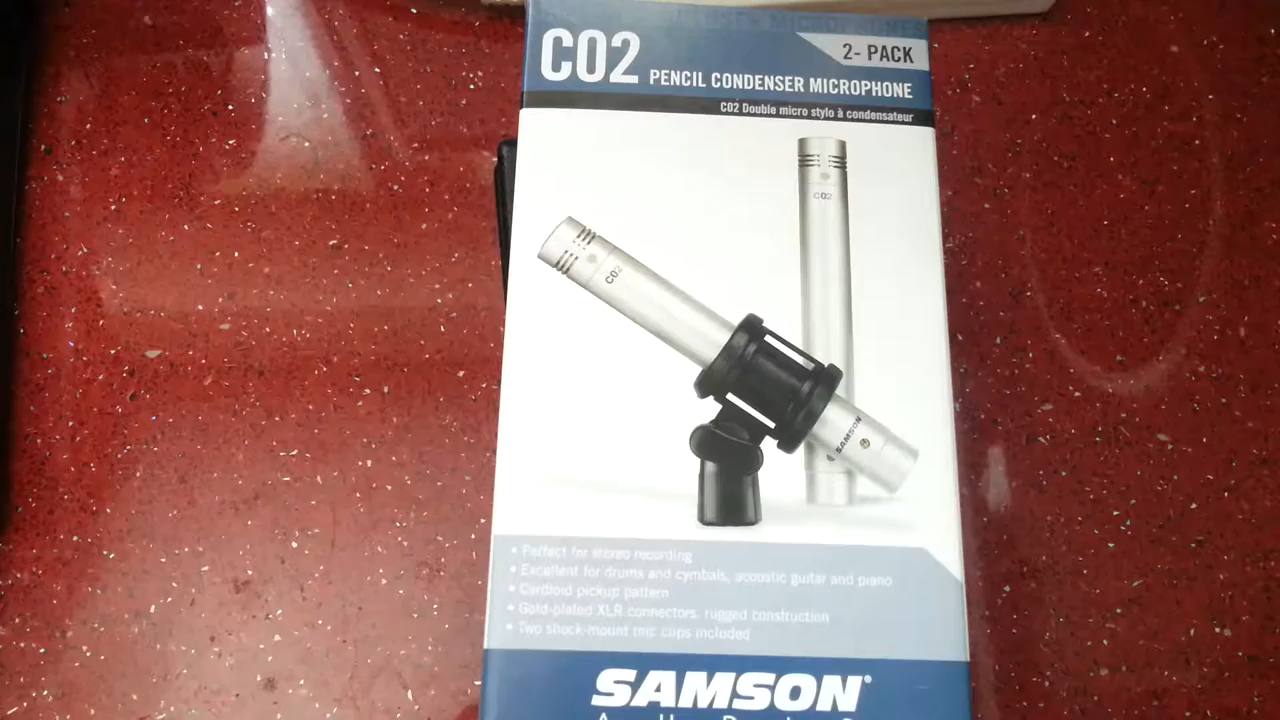 C02
2- PACK
PENCIL CONDENSER MICROPHONE
C02 Double micro stylo à condensateur
C02
C02
SAMSON
• Perfect for stereo recording
• Excellent for drums and cymbals, acoustic guitar and piano
• Cardioid pickup pattern
• Gold-plated XLR connectors, rugged construction
• Two shock-mount mic clips included
SAMSON®